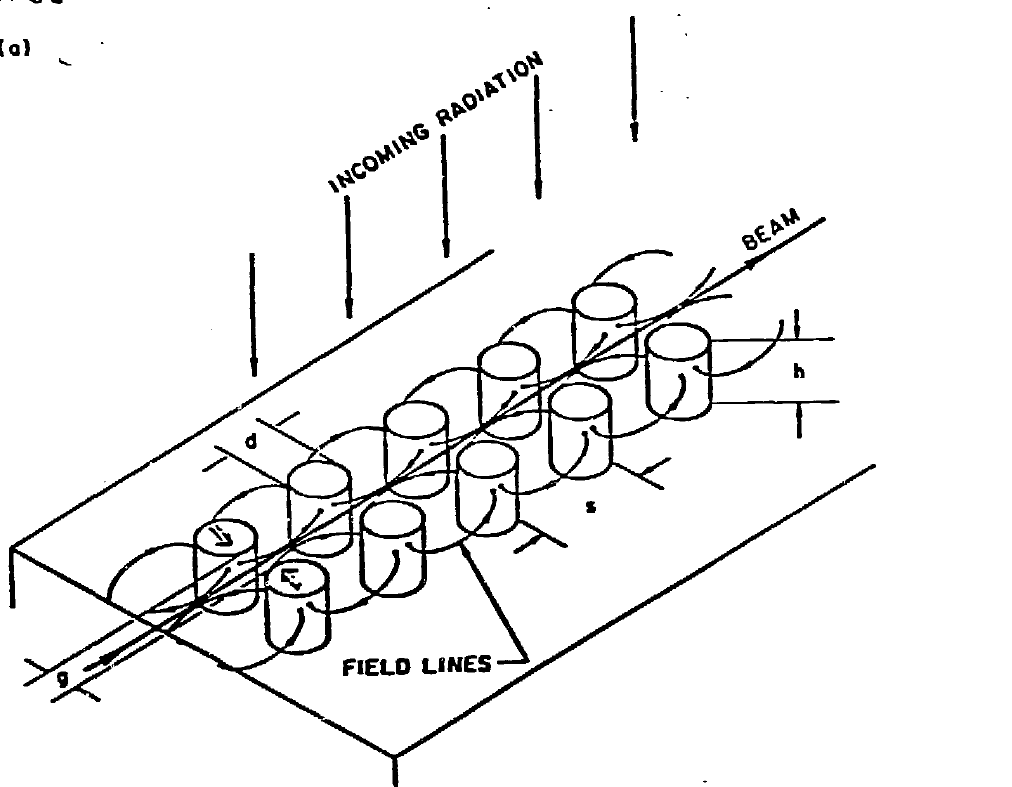 (a)
INCOMING RADIATION
BEAM
d
h
s
g
FIELD LINES